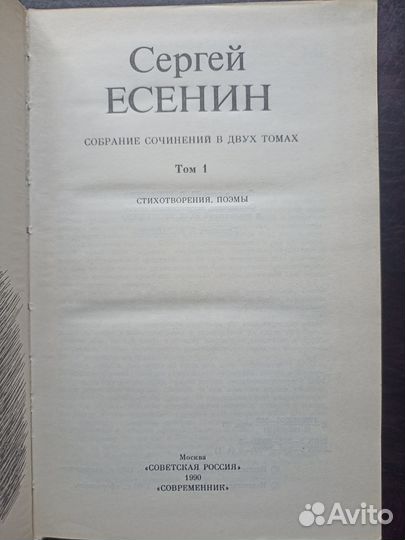 Сергей
ЕСЕНИН
СОБРАНИЕ СОЧИНЕНИЙ В ДВУХ ТОМАХ
Том 1
СТИХОТВОРЕНИЯ, ПОЭМЫ
Москва
«СОВЕТСКАЯ РОССИЯ»
1990
«СОВРЕМЕННИК»
Avito